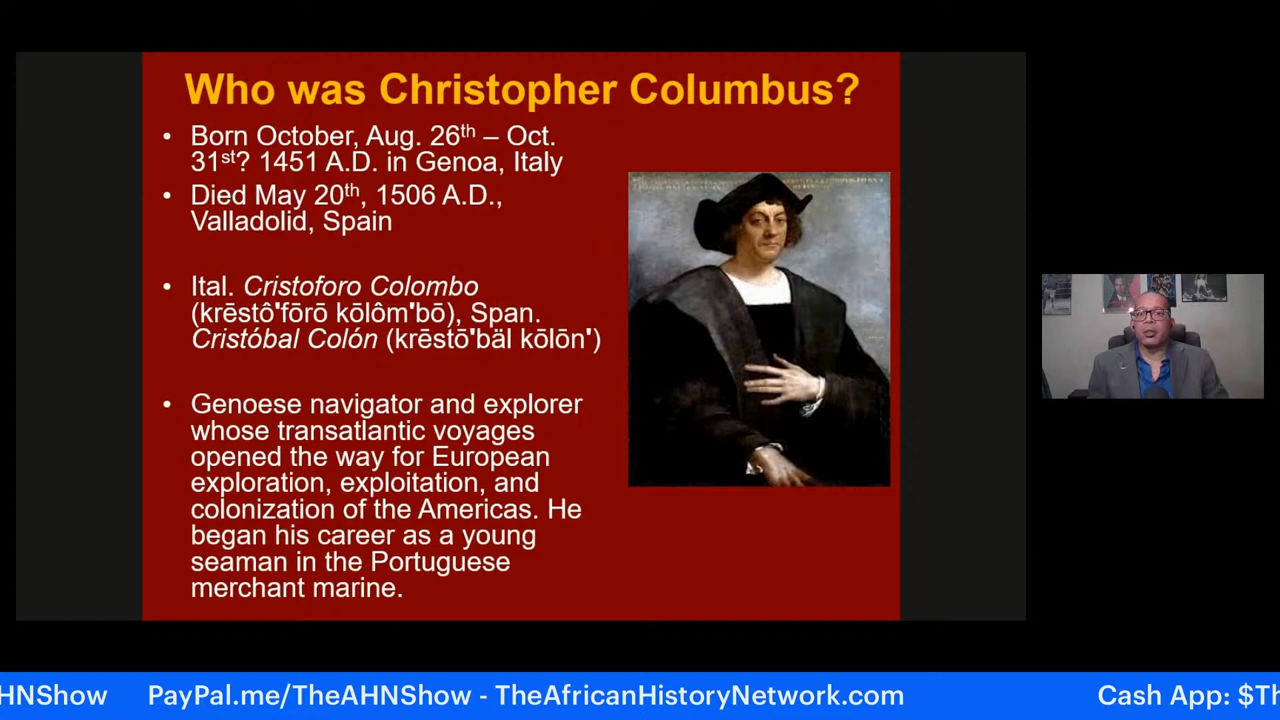 Who was Christopher Columbus?
• Born October, Aug. 26th – Oct.
31st? 1451 A.D. in Genoa, Italy
• Died May 20th, 1506 A.D.,
Valladolid, Spain
• Ital. Cristoforo Colombo
(krēstô'fōrō kōlôm'bō), Span.
Cristóbal Colón (krēstō'bäl kōlōn')
• Genoese navigator and explorer
whose transatlantic voyages
opened the way for European
exploration, exploitation, and
colonization of the Americas. He
began his career as a young
seaman in the Portuguese
merchant marine.
HNShow PayPal.me/TheAHNShow - TheAfricanHistoryNetwork.com Cash App: $Th